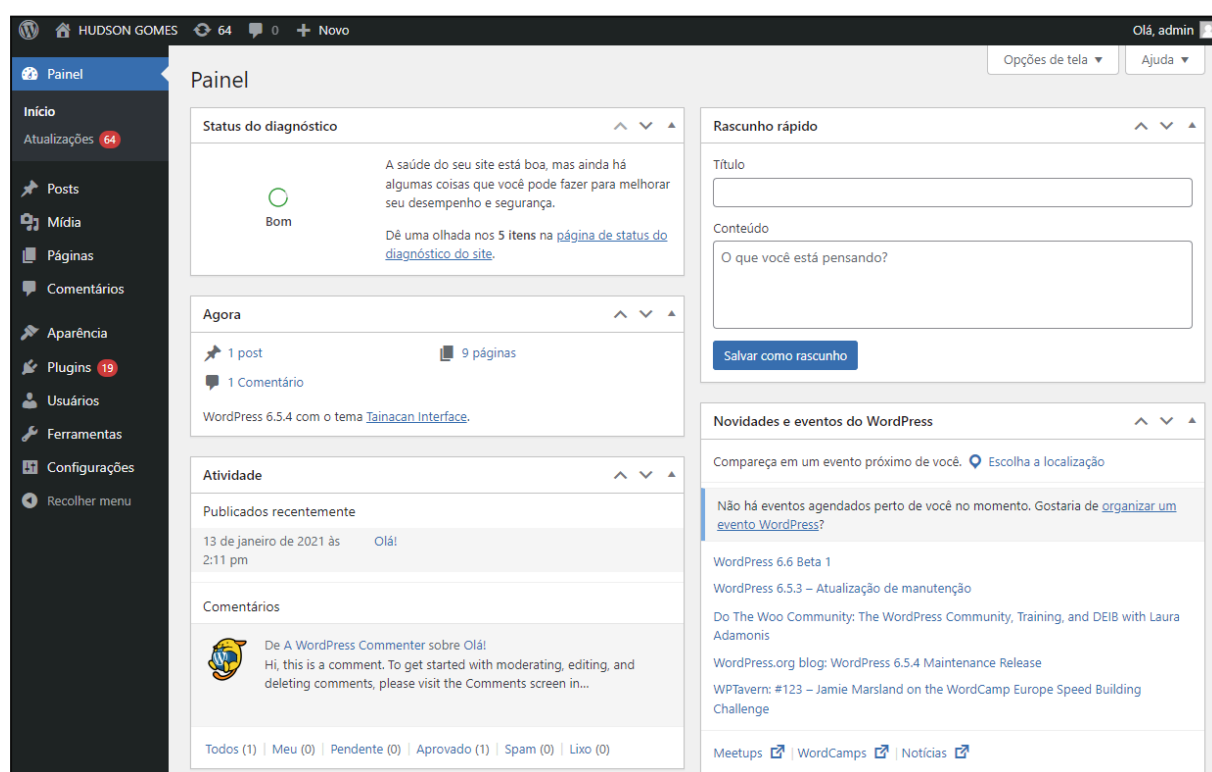 HUDSON GOMES 64 0 + Novo Olá, admin
Painel
Início
Atualizações 64
Posts
Mídia
Páginas
Comentários
Aparência
Plugins 19
Usuários
Ferramentas
Configurações
Recolher menu
Opções de tela ▼
Ajuda ▼
Painel
Status do diagnóstico
Bom
A saúde do seu site está boa, mas ainda há
algumas coisas que você pode fazer para melhorar
seu desempenho e segurança.
Dê uma olhada nos 5 itens na página de status do
diagnóstico do site.
Agora
1 post
9 páginas
1 Comentário
WordPress 6.5.4 com o tema Tainacan Interface.
Atividade
Publicados recentemente
13 de janeiro de 2021 às
2:11 pm
Olá!
Comentários
De A WordPress Commenter sobre Olá!
Hi, this is a comment. To get started with moderating, editing, and
deleting comments, please visit the Comments screen in...
Todos (1) | Meu (0) | Pendente (0) | Aprovado (1) | Spam (0) | Lixo (0)
Rascunho rápido
Título
Conteúdo
O que você está pensando?
Salvar como rascunho
Novidades e eventos do WordPress
Compareça em um evento próximo de você. Escolha a localização
Não há eventos agendados perto de você no momento. Gostaria de organizar um
evento WordPress?
WordPress 6.6 Beta 1
WordPress 6.5.3 – Atualização de manutenção
Do The Woo Community: The WordPress Community, Training, and DEIB with Laura
Adamonis
WordPress.org blog: WordPress 6.5.4 Maintenance Release
WPTavern: #123 – Jamie Marsland on the WordCamp Europe Speed Building
Challenge
Meetups | WordCamps | Notícias